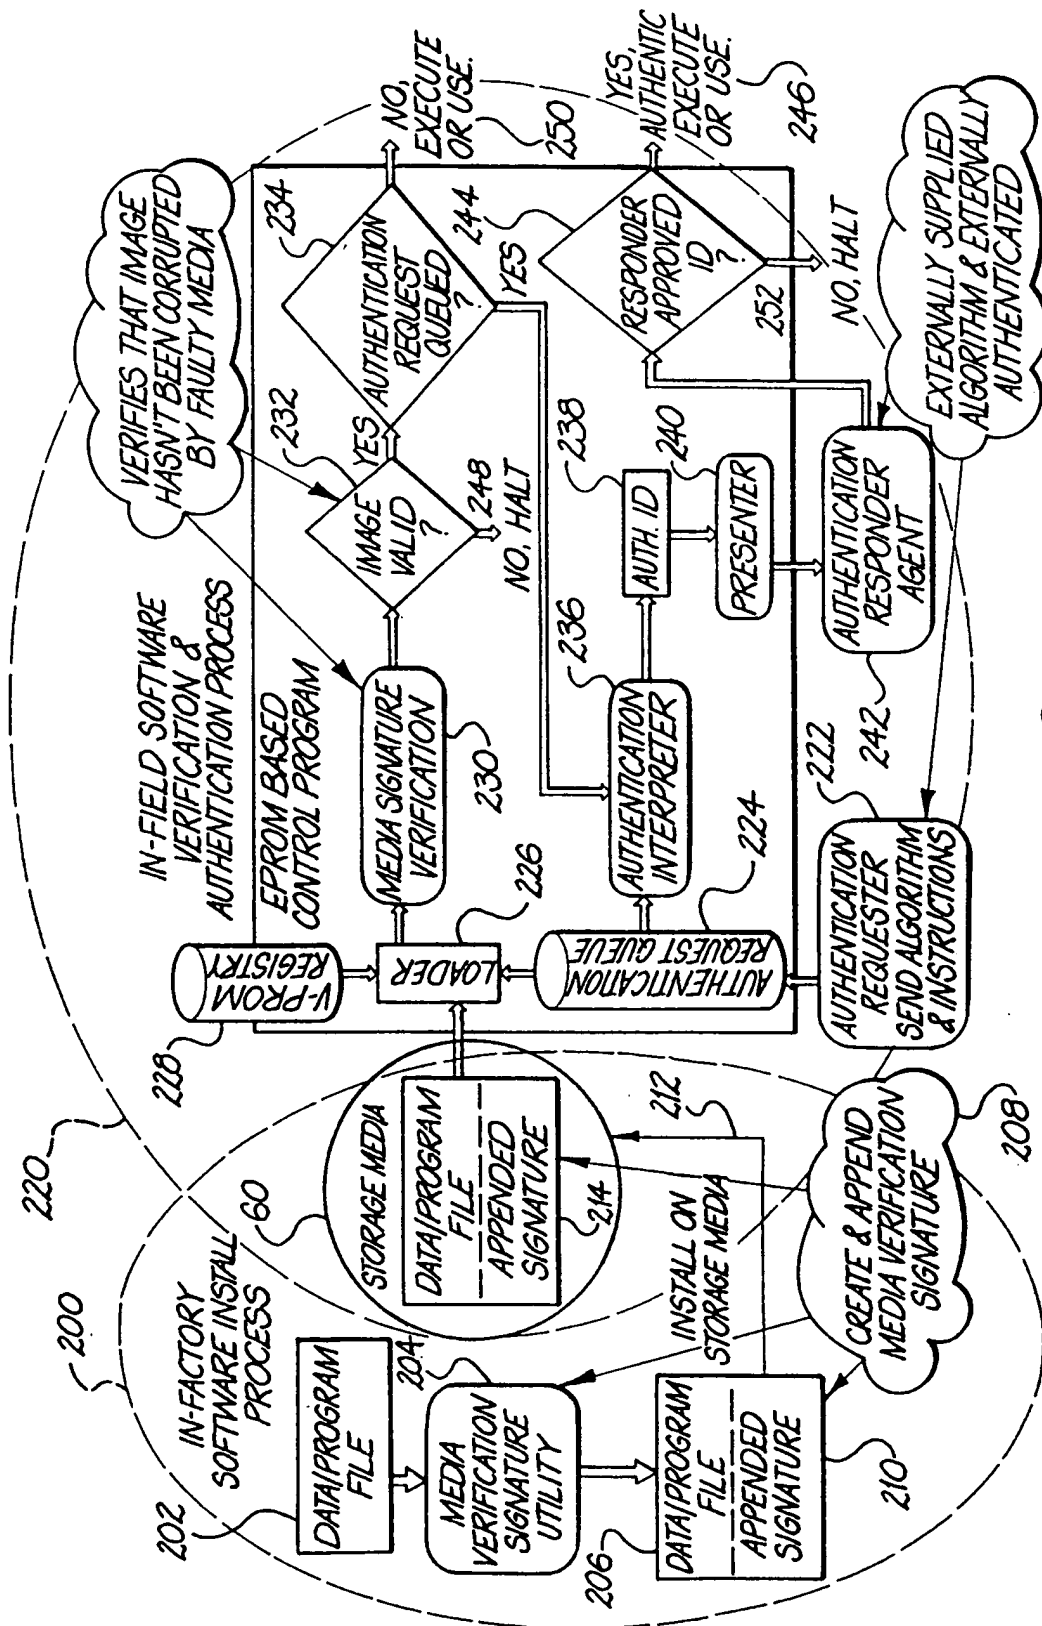 200
IN-FACTORY
SOFTWARE INSTALL
PROCESS
202
DATA/PROGRAM
FILE
204
MEDIA
VERIFICATION
SIGNATURE
UTILITY
206
DATA/PROGRAM
FILE
APPENDED
SIGNATURE
210
INSTALL ON
STORAGE MEDIA
212
CREATE & APPEND
MEDIA VERIFICATION
SIGNATURE
208
60
STORAGE MEDIA
DATA/PROGRAM
FILE
APPENDED
SIGNATURE
214
220
IN-FIELD SOFTWARE
VERIFICATION &
AUTHENTICATION PROCESS
EPROM BASED
CONTROL PROGRAM
228
V-PROM
REGISTRY
LOADER
226
AUTHENTICATION
REQUEST QUEUE
224
AUTHENTICATION
REQUESTER
SEND ALGORITHM
& INSTRUCTIONS
222
MEDIA SIGNATURE
VERIFICATION
230
VERIFIES THAT IMAGE
HASN'T BEEN CORRUPTED
BY FAULTY MEDIA
232
IMAGE
VALID
?
YES
248
NO, HALT
234
AUTHENTICATION
REQUEST
QUEUED
?
YES
NO,
EXECUTE
OR USE.
250
AUTHENTICATION
INTERPRETER
236
AUTH. ID
238
PRESENTER
240
AUTHENTICATION
RESPONDER
AGENT
242
244
RESPONDER
APPROVED
ID
?
YES,
AUTHENTIC
EXECUTE
OR USE.
246
252
NO, HALT
EXTERNALLY SUPPLIED
ALGORITHM & EXTERNALLY
AUTHENTICATED